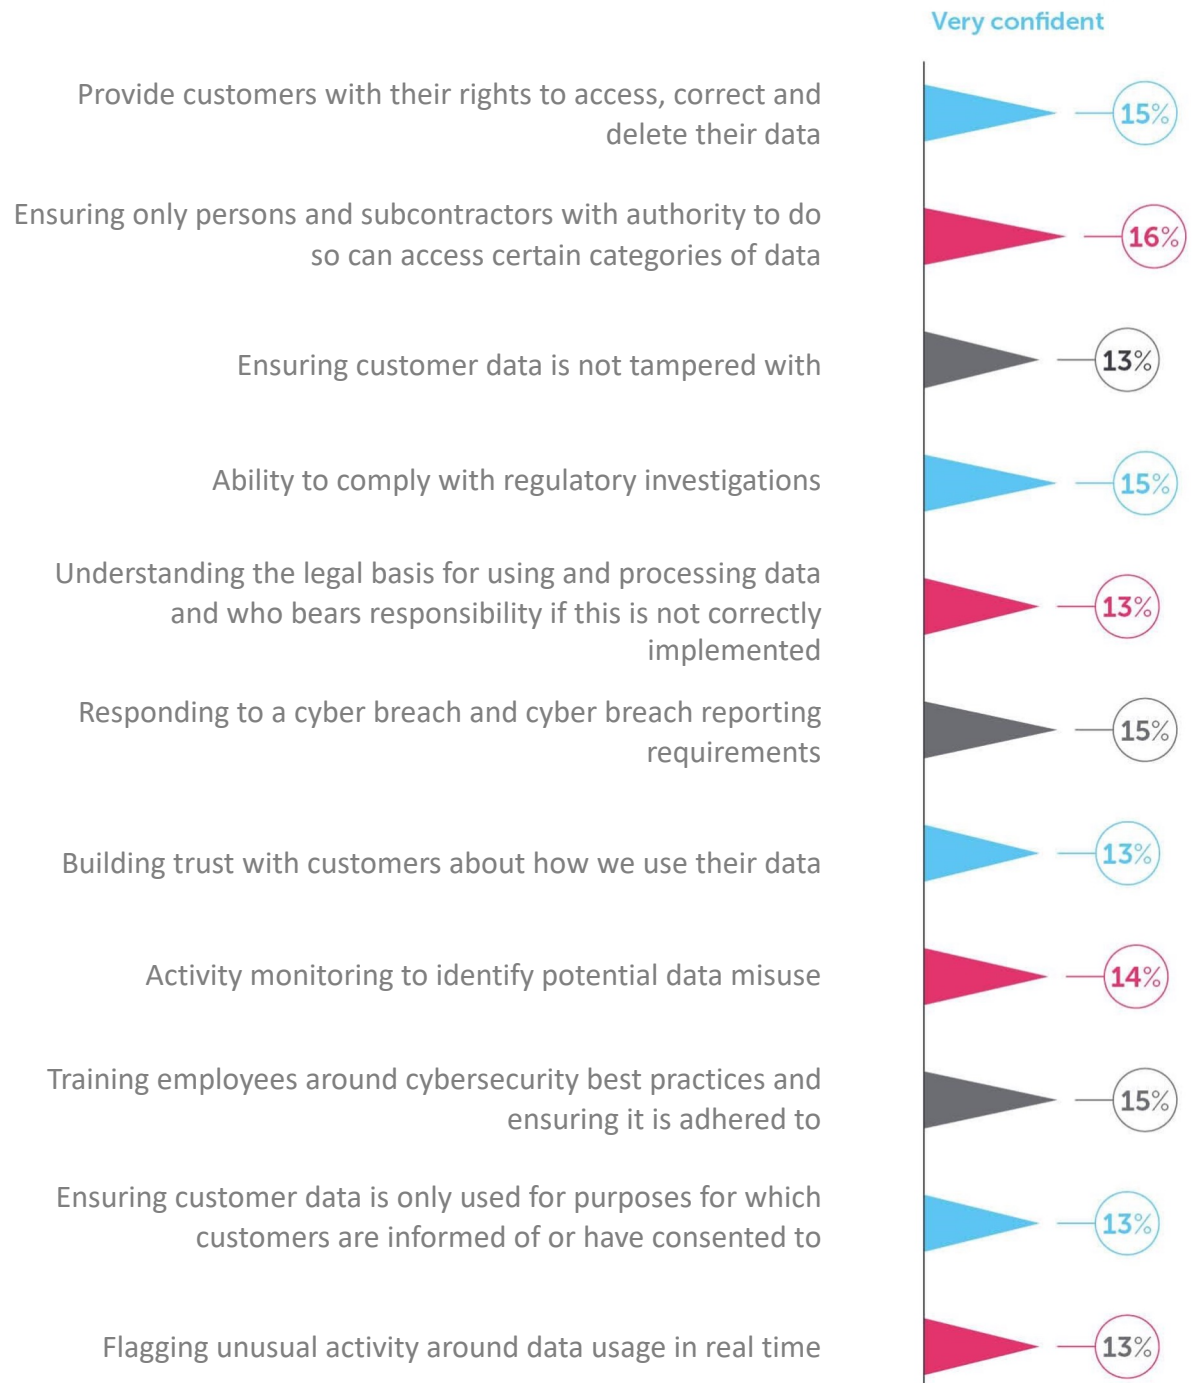 Very confident
Provide customers with their rights to access, correct and
delete their data
15%
Ensuring only persons and subcontractors with authority to do
so can access certain categories of data
16%
Ensuring customer data is not tampered with
13%
Ability to comply with regulatory investigations
15%
Understanding the legal basis for using and processing data
and who bears responsibility if this is not correctly
implemented
13%
Responding to a cyber breach and cyber breach reporting
requirements
15%
Building trust with customers about how we use their data
13%
Activity monitoring to identify potential data misuse
14%
Training employees around cybersecurity best practices and
ensuring it is adhered to
15%
Ensuring customer data is only used for purposes for which
customers are informed of or have consented to
13%
Flagging unusual activity around data usage in real time
13%